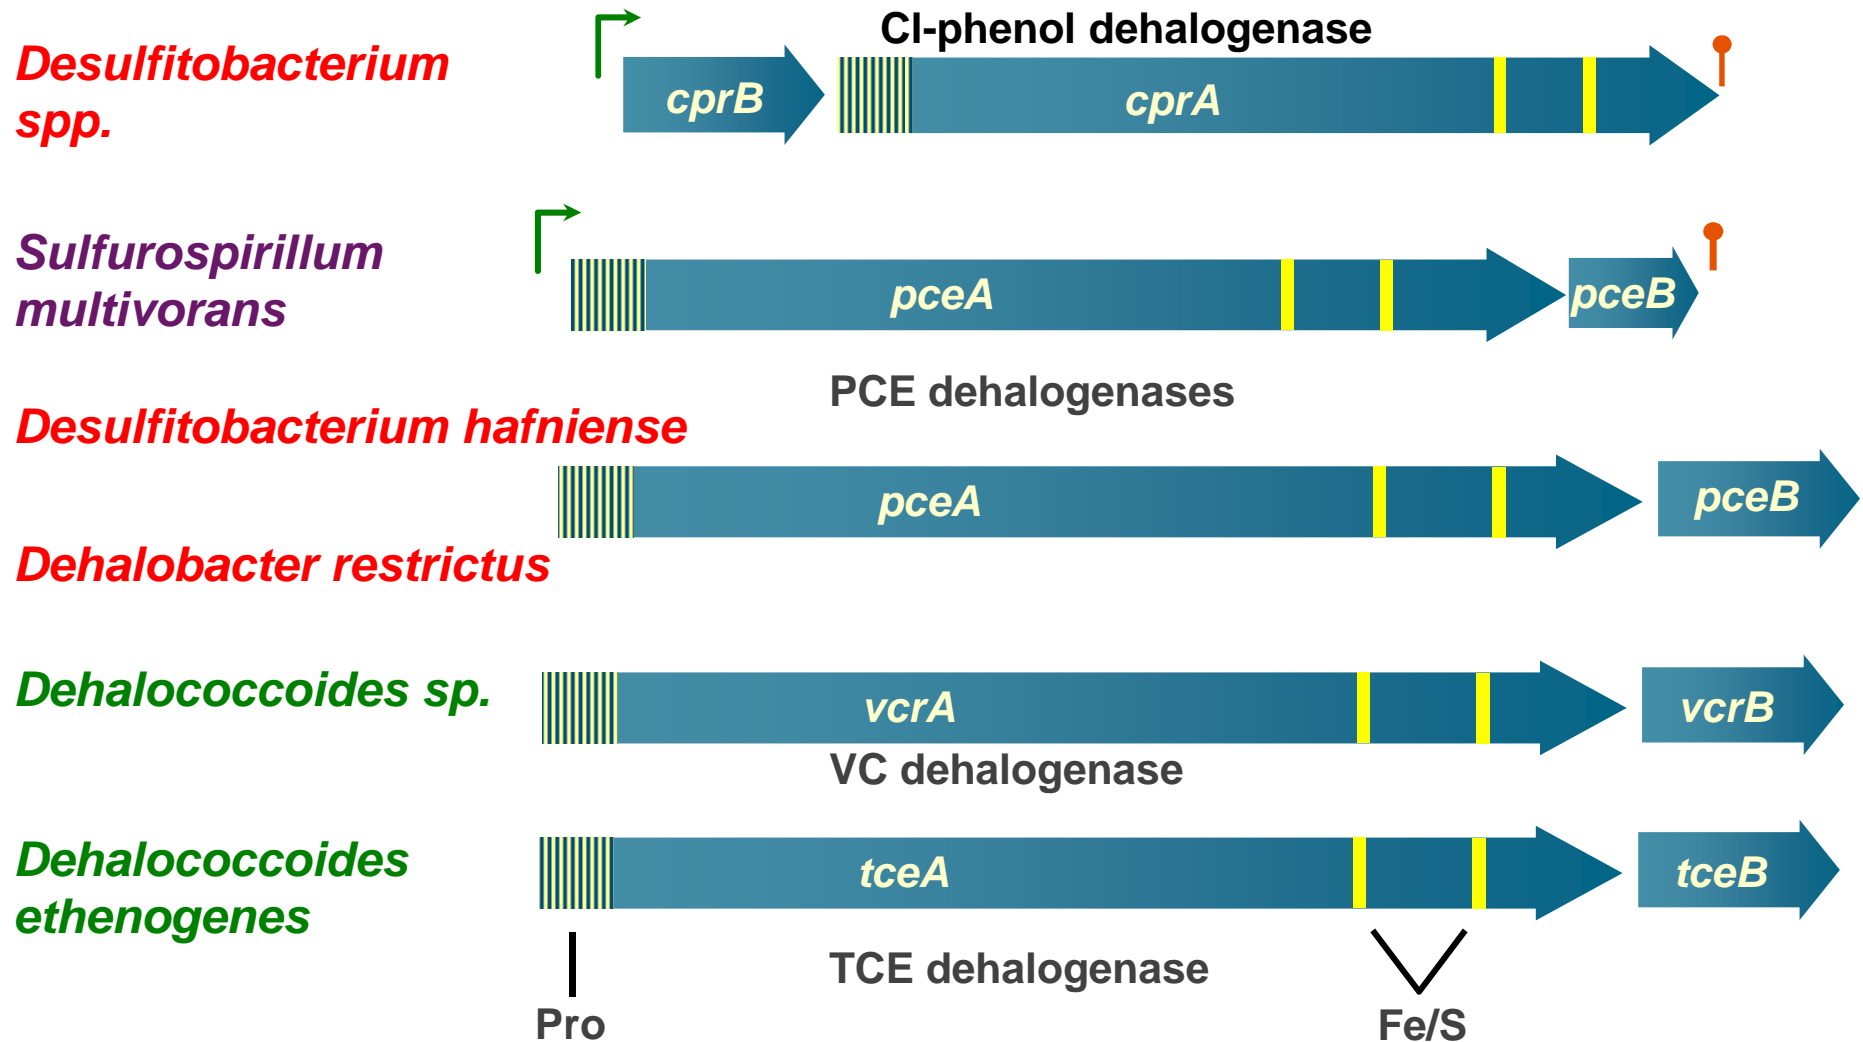 Cl-phenol dehalogenase
Desulfitobacterium
spp.
cprB
cprA
Sulfurospirillum
multivorans
pceA
pceB
PCE dehalogenases
Desulfitobacterium hafniense
pceA
pceB
Dehalobacter restrictus
Dehalococcoides sp.
vcrA
vcrB
VC dehalogenase
Dehalococcoides
ethenogenes
tceA
tceB
TCE dehalogenase
Pro
Fe/S